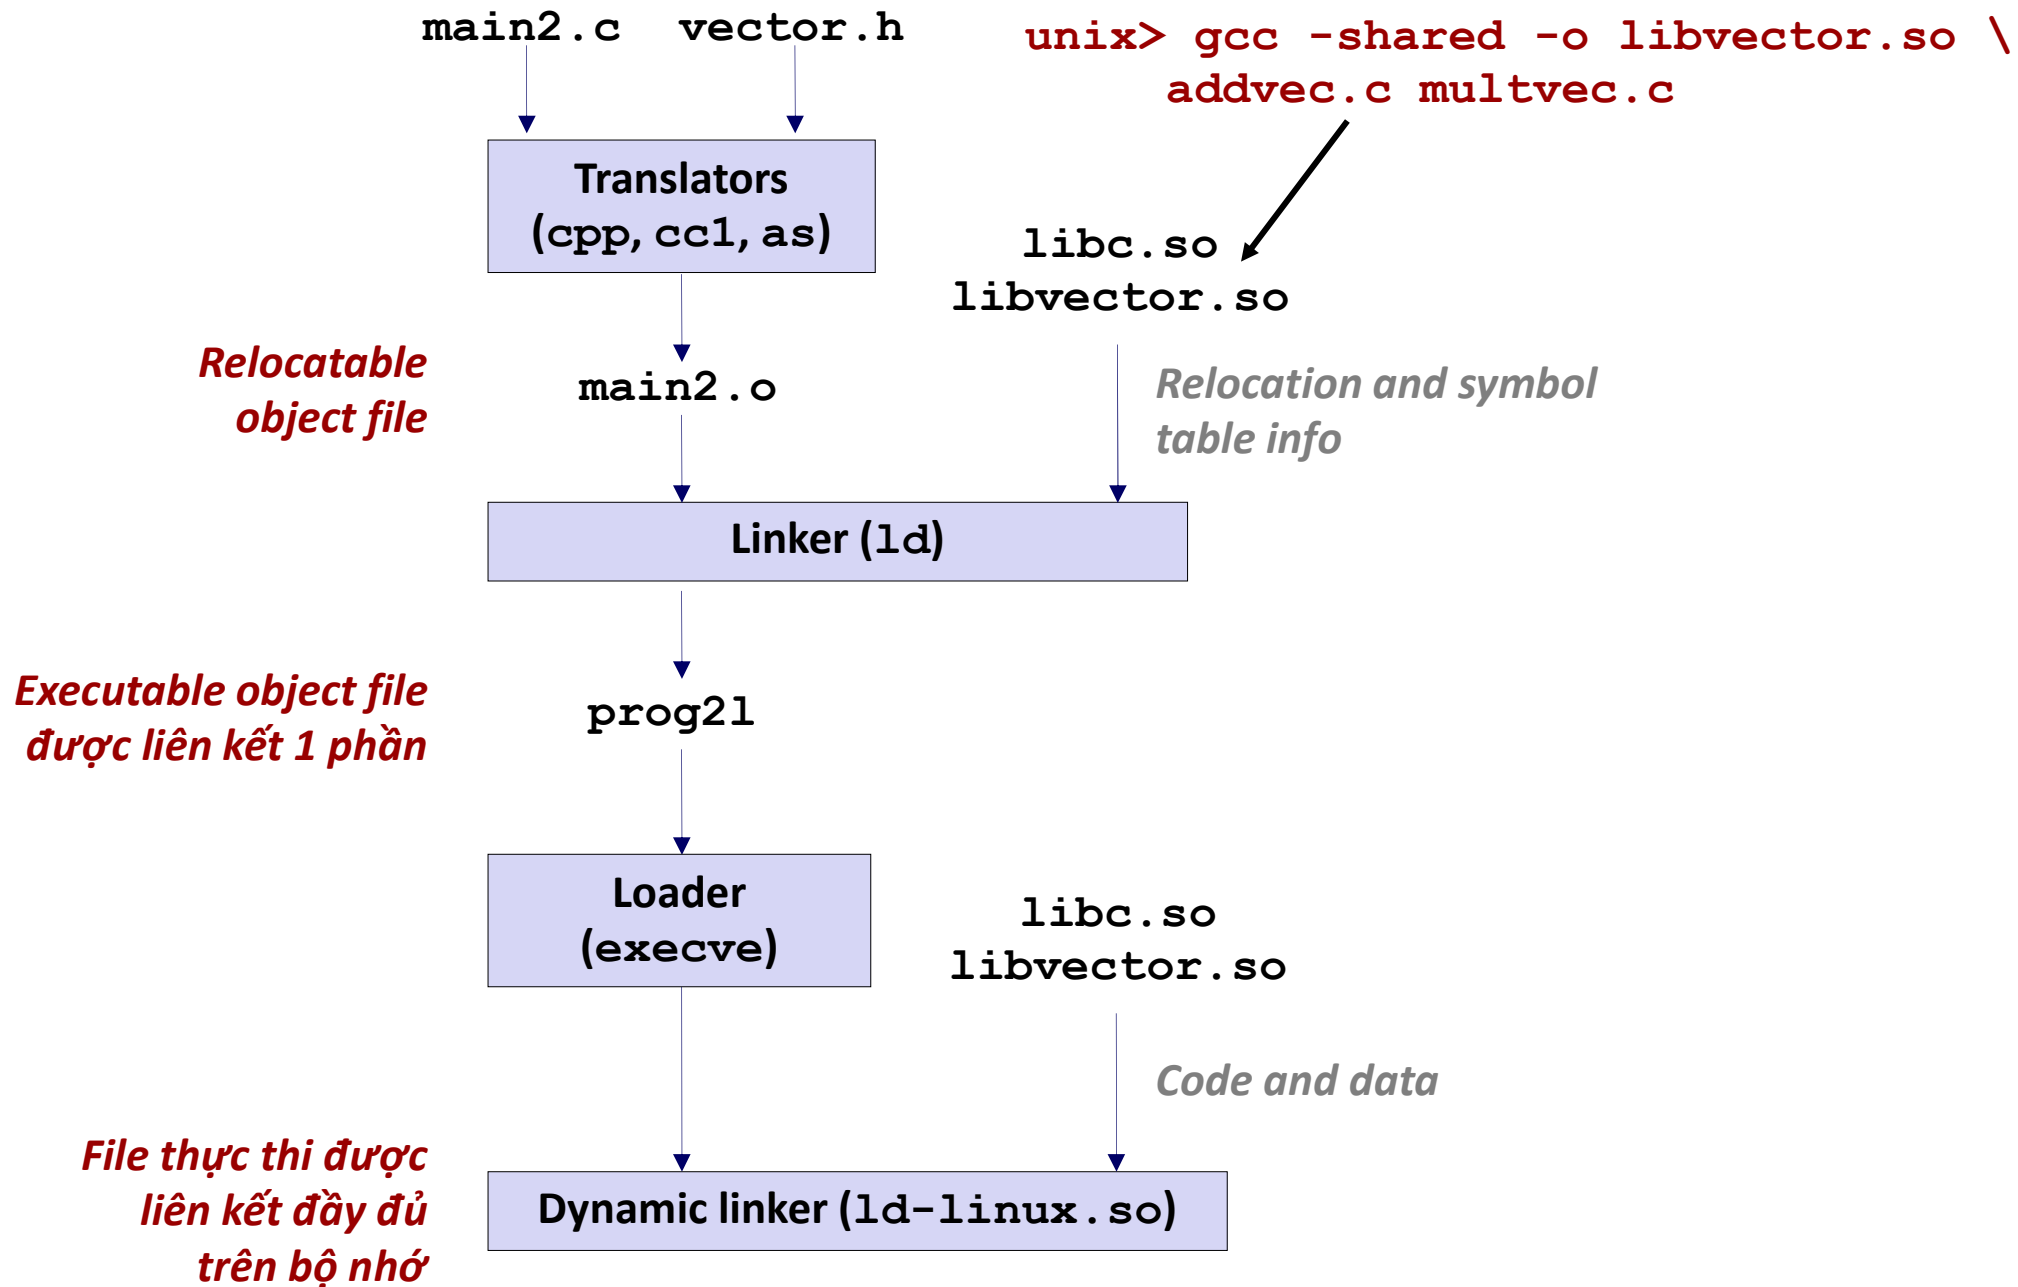 main2.c vector.h
unix> gcc -shared -o libvector.so \
addvec.c multvec.c
Translators
(cpp, cc1, as)
libc.so
libvector.so
Relocatable
object file
main2.o
Relocation and symbol
table info
Linker (ld)
Executable object file
được liên kết 1 phần
prog2l
Loader
(execve)
libc.so
libvector.so
Code and data
File thực thi được
liên kết đầy đủ
trên bộ nhớ
Dynamic linker (ld-linux.so)